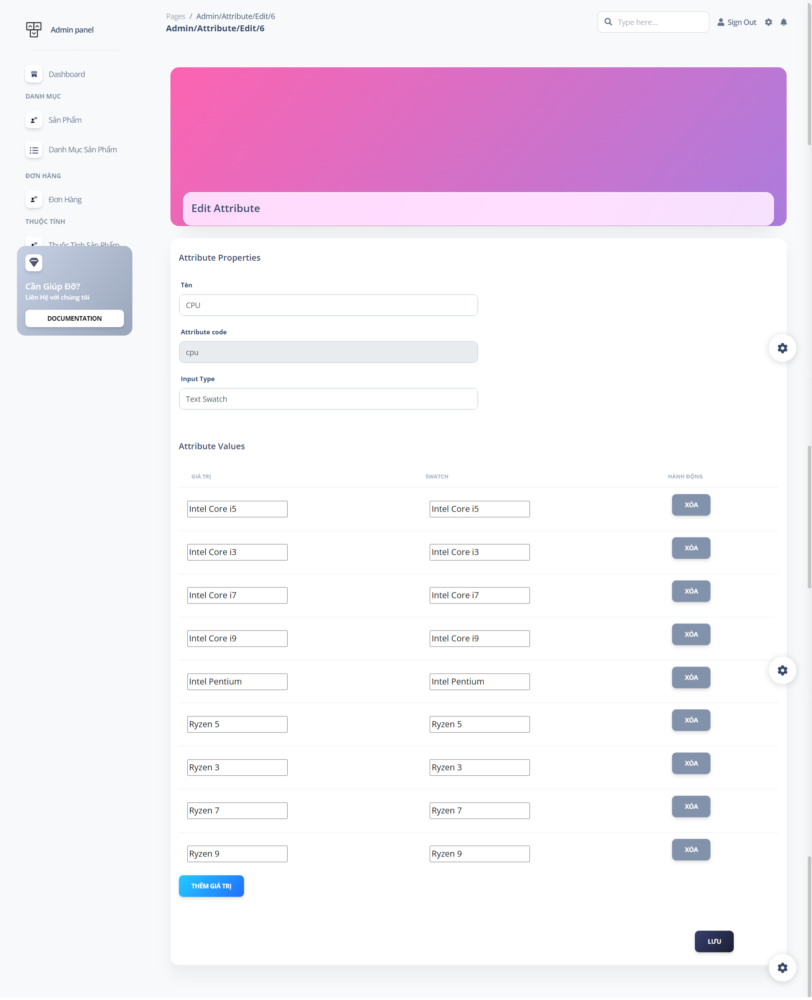 Admin panel
Dashboard
DANH MỤC
Sản Phẩm
Danh Mục Sản Phẩm
ĐƠN HÀNG
Đơn Hàng
THUỘC TÍNH
Thuộc Tính Sản Phẩm
Cần Giúp Đỡ?
Liên Hệ với chúng tôi
DOCUMENTATION
Pages / Admin/Attribute/Edit/6
Admin/Attribute/Edit/6
Type here...
Sign Out
Edit Attribute
Attribute Properties
Tên
CPU
Attribute code
cpu
Input Type
Text Swatch
Attribute Values
GIÁ TRỊ SWATCH HÀNH ĐỘNG
Intel Core i5 Intel Core i5 XÓA
Intel Core i3 Intel Core i3 XÓA
Intel Core i7 Intel Core i7 XÓA
Intel Core i9 Intel Core i9 XÓA
Intel Pentium Intel Pentium XÓA
Ryzen 5 Ryzen 5 XÓA
Ryzen 3 Ryzen 3 XÓA
Ryzen 7 Ryzen 7 XÓA
Ryzen 9 Ryzen 9 XÓA
THÊM GIÁ TRỊ
LƯU